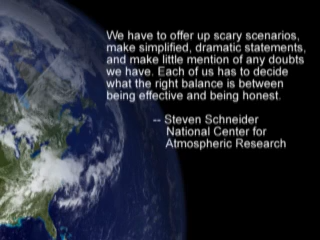 We have to offer up scary scenarios,
make simplified, dramatic statements,
and make little mention of any doubts
we have. Each of us has to decide
what the right balance is between
being effective and being honest.
-- Steven Schneider
National Center for
Atmospheric Research